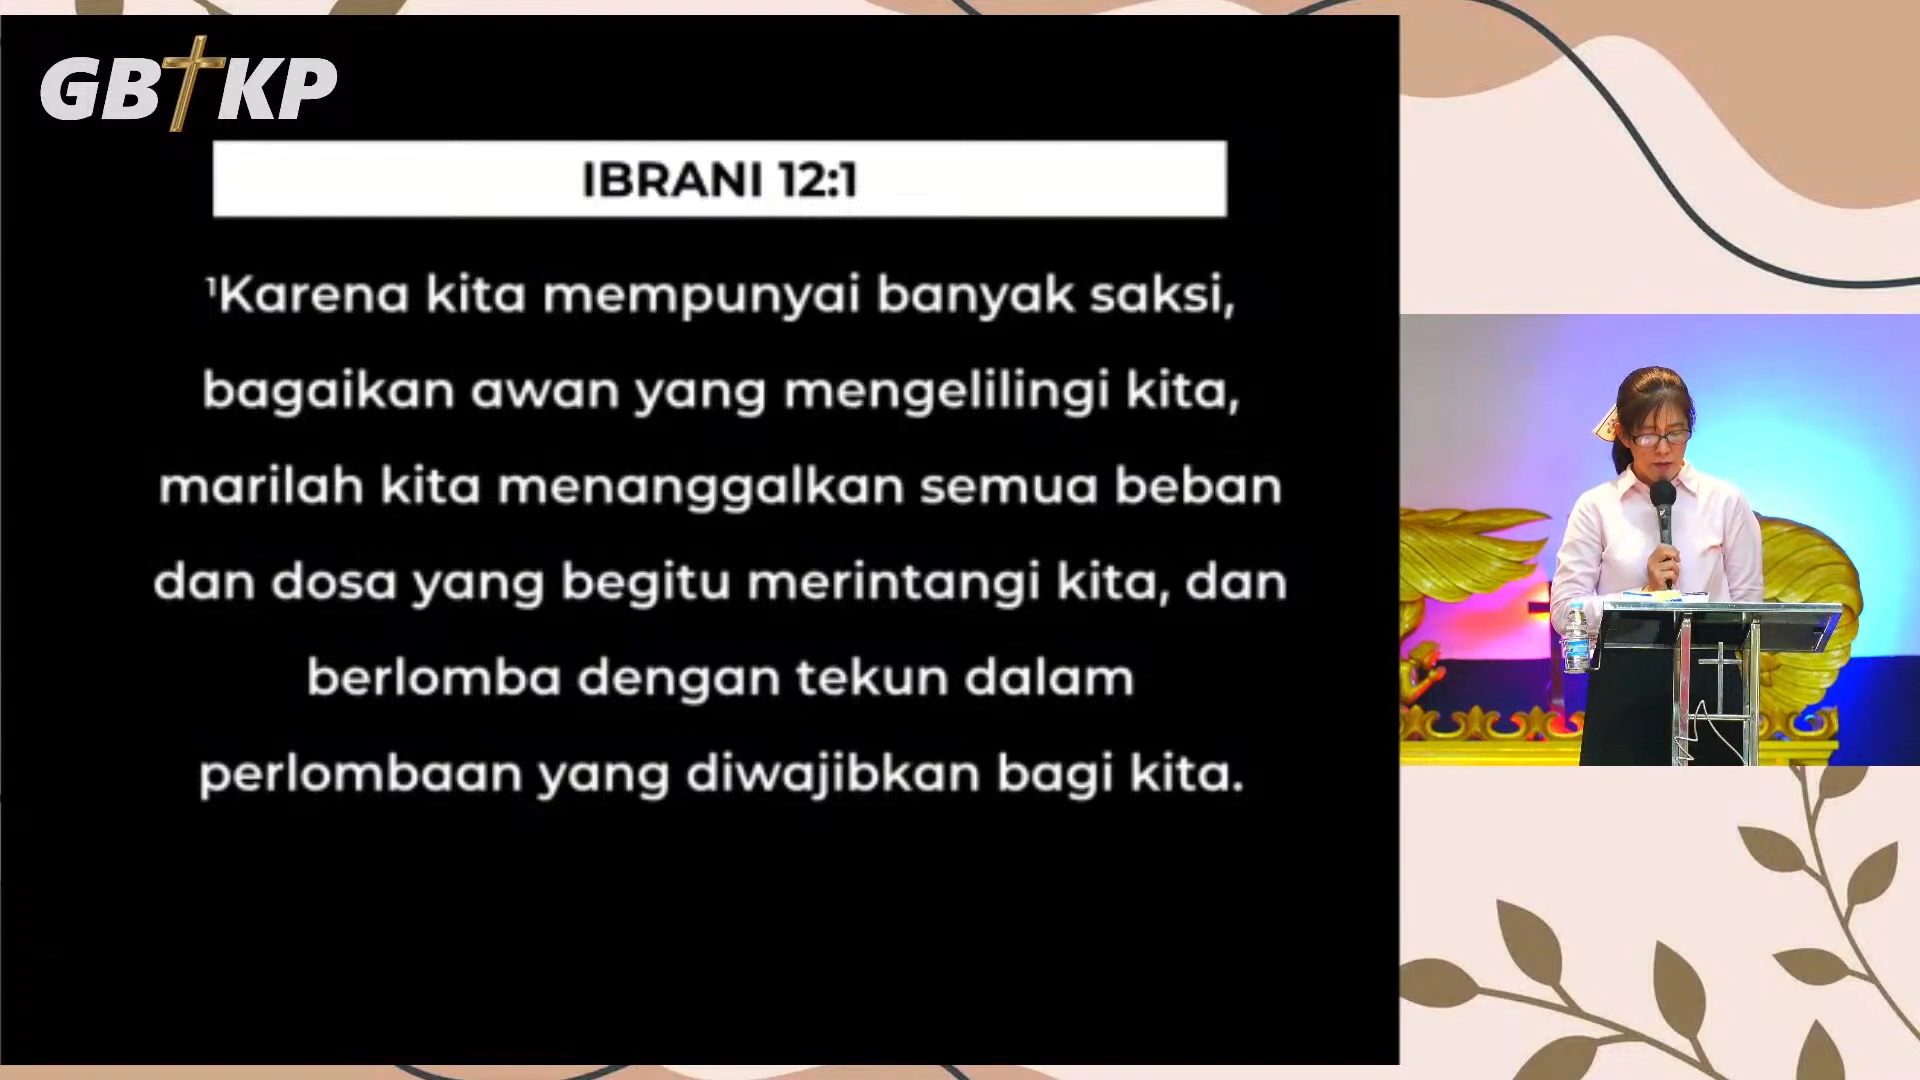 GBKP
IBRANI 12:1
¹Karena kita mempunyai banyak saksi,
bagaikan awan yang mengelilingi kita,
marilah kita menanggalkan semua beban
dan dosa yang begitu merintangi kita, dan
berlomba dengan tekun dalam
perlombaan yang diwajibkan bagi kita.